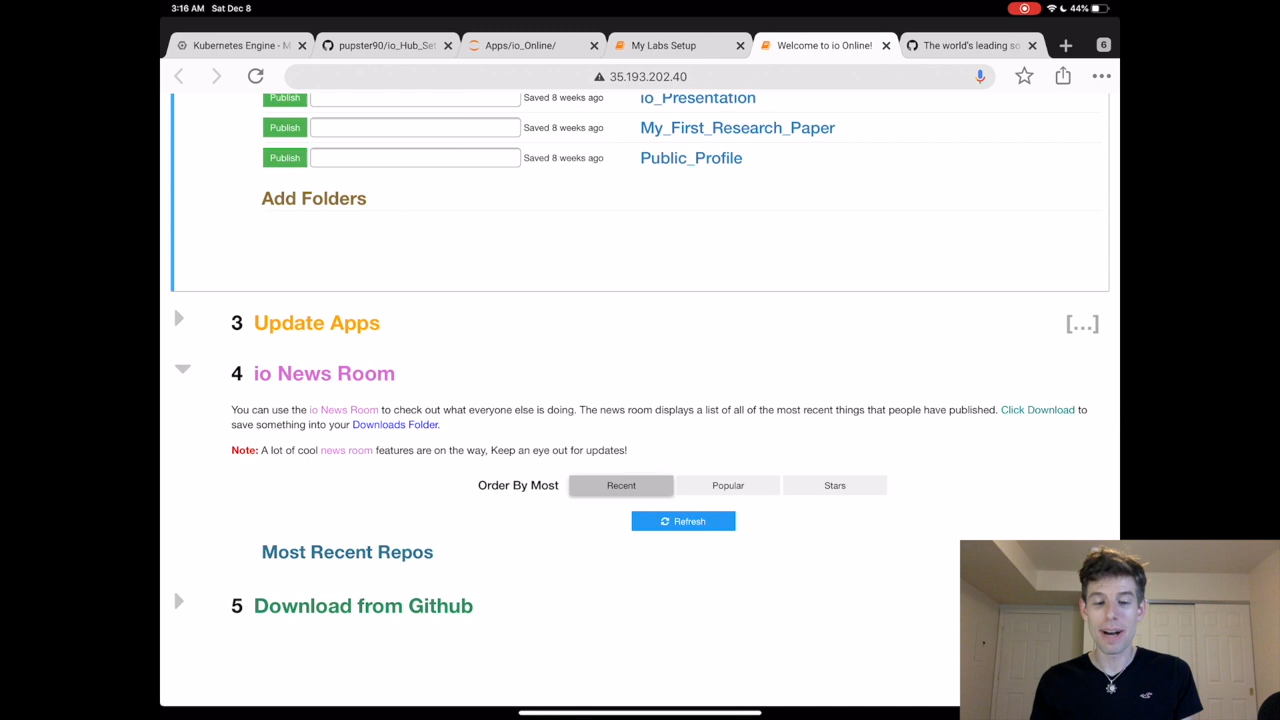 3:16 AM Sat Dec 8
44%
Kubernetes Engine - M
pupster90/io_Hub_Set
Apps/io_Online/
My Labs Setup
Welcome to io Online!
The world's leading so
6
35.193.202.40
Publish Saved 8 weeks ago io_Presentation
Publish Saved 8 weeks ago My_First_Research_Paper
Publish Saved 8 weeks ago Public_Profile
Add Folders
3 Update Apps
[...]
4 io News Room
You can use the io News Room to check out what everyone else is doing. The news room displays a list of all of the most recent things that people have published. Click Download to
save something into your Downloads Folder.
Note: A lot of cool news room features are on the way, Keep an eye out for updates!
Order By Most Recent Popular Stars
Refresh
Most Recent Repos
5 Download from Github